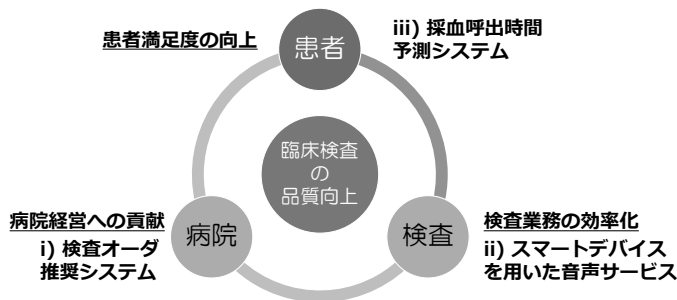 患者満足度の向上
患者
iii) 採血呼出時間
予測システム
臨床検査
の
品質向上
病院経営への貢献
i) 検査オーダ
推奨システム
病院
検査
検査業務の効率化
ii) スマートデバイス
を用いた音声サービス